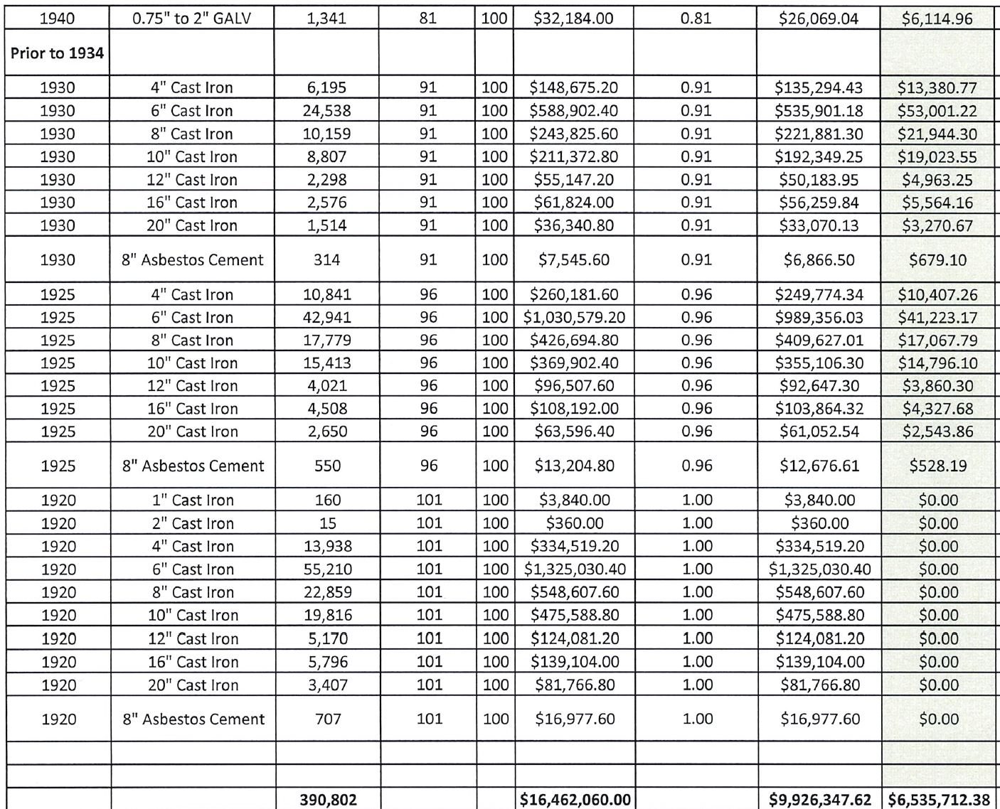 1940 0.75" to 2" GALV 1,341 81 100 $32,184.00 0.81 $26,069.04 $6,114.96
Prior to 1934
1930 4" Cast Iron 6,195 91 100 $148,675.20 0.91 $135,294.43 $13,380.77
1930 6" Cast Iron 24,538 91 100 $588,902.40 0.91 $535,901.18 $53,001.22
1930 8" Cast Iron 10,159 91 100 $243,825.60 0.91 $221,881.30 $21,944.30
1930 10" Cast Iron 8,807 91 100 $211,372.80 0.91 $192,349.25 $19,023.55
1930 12" Cast Iron 2,298 91 100 $55,147.20 0.91 $50,183.95 $4,963.25
1930 16" Cast Iron 2,576 91 100 $61,824.00 0.91 $56,259.84 $5,564.16
1930 20" Cast Iron 1,514 91 100 $36,340.80 0.91 $33,070.13 $3,270.67
1930 8" Asbestos Cement 314 91 100 $7,545.60 0.91 $6,866.50 $679.10
1925 4" Cast Iron 10,841 96 100 $260,181.60 0.96 $249,774.34 $10,407.26
1925 6" Cast Iron 42,941 96 100 $1,030,579.20 0.96 $989,356.03 $41,223.17
1925 8" Cast Iron 17,779 96 100 $426,694.80 0.96 $409,627.01 $17,067.79
1925 10" Cast Iron 15,413 96 100 $369,902.40 0.96 $355,106.30 $14,796.10
1925 12" Cast Iron 4,021 96 100 $96,507.60 0.96 $92,647.30 $3,860.30
1925 16" Cast Iron 4,508 96 100 $108,192.00 0.96 $103,864.32 $4,327.68
1925 20" Cast Iron 2,650 96 100 $63,596.40 0.96 $61,052.54 $2,543.86
1925 8" Asbestos Cement 550 96 100 $13,204.80 0.96 $12,676.61 $528.19
1920 1" Cast Iron 160 101 100 $3,840.00 1.00 $3,840.00 $0.00
1920 2" Cast Iron 15 101 100 $360.00 1.00 $360.00 $0.00
1920 4" Cast Iron 13,938 101 100 $334,519.20 1.00 $334,519.20 $0.00
1920 6" Cast Iron 55,210 101 100 $1,325,030.40 1.00 $1,325,030.40 $0.00
1920 8" Cast Iron 22,859 101 100 $548,607.60 1.00 $548,607.60 $0.00
1920 10" Cast Iron 19,816 101 100 $475,588.80 1.00 $475,588.80 $0.00
1920 12" Cast Iron 5,170 101 100 $124,081.20 1.00 $124,081.20 $0.00
1920 16" Cast Iron 5,796 101 100 $139,104.00 1.00 $139,104.00 $0.00
1920 20" Cast Iron 3,407 101 100 $81,766.80 1.00 $81,766.80 $0.00
1920 8" Asbestos Cement 707 101 100 $16,977.60 1.00 $16,977.60 $0.00
390,802 $16,462,060.00 $9,926,347.62 $6,535,712.38